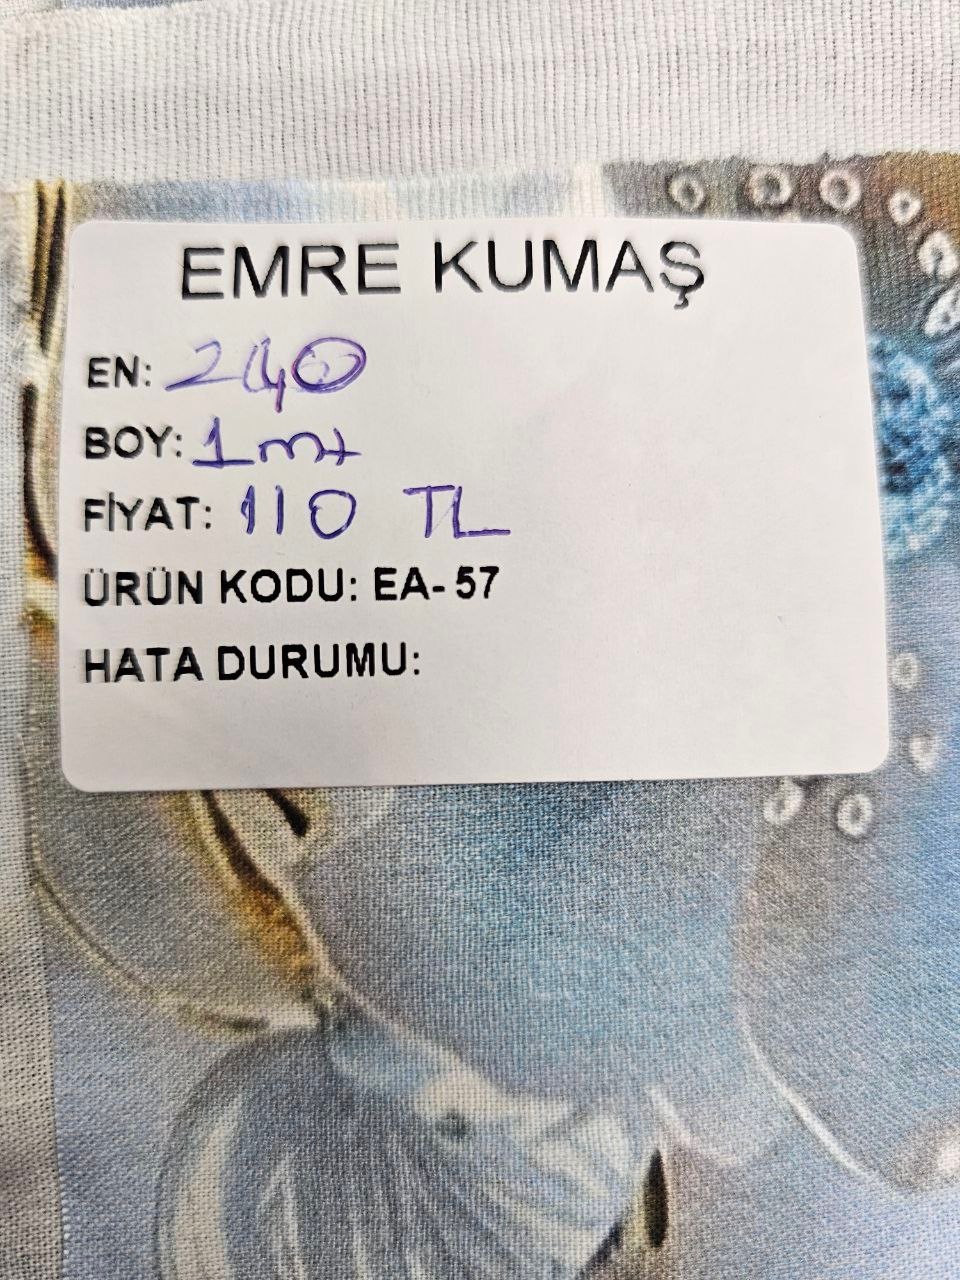 EMRE KUMAŞ
EN: 240
BOY: 1mt
FİYAT: 110 TL
ÜRÜN KODU: EA-57
HATA DURUMU: